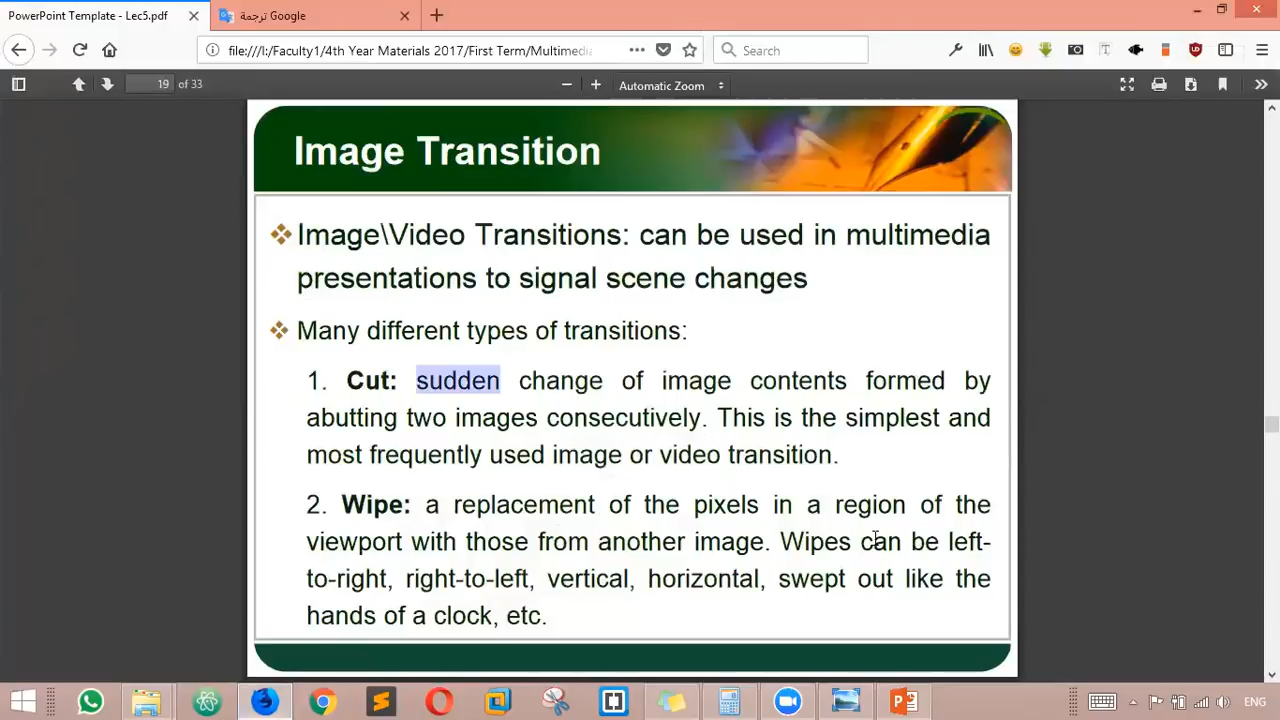 PowerPoint Template - Lec5.pdf
ترجمة Google
file:///I:/Faculty1/4th Year Materials 2017/First Term/Multimedi
Search
19 of 33
Automatic Zoom
Image Transition
Image\Video Transitions: can be used in multimedia
presentations to signal scene changes
Many different types of transitions:
1. Cut: sudden change of image contents formed by
abutting two images consecutively. This is the simplest and
most frequently used image or video transition.
2. Wipe: a replacement of the pixels in a region of the
viewport with those from another image. Wipes can be left-
to-right, right-to-left, vertical, horizontal, swept out like the
hands of a clock, etc.
ENG